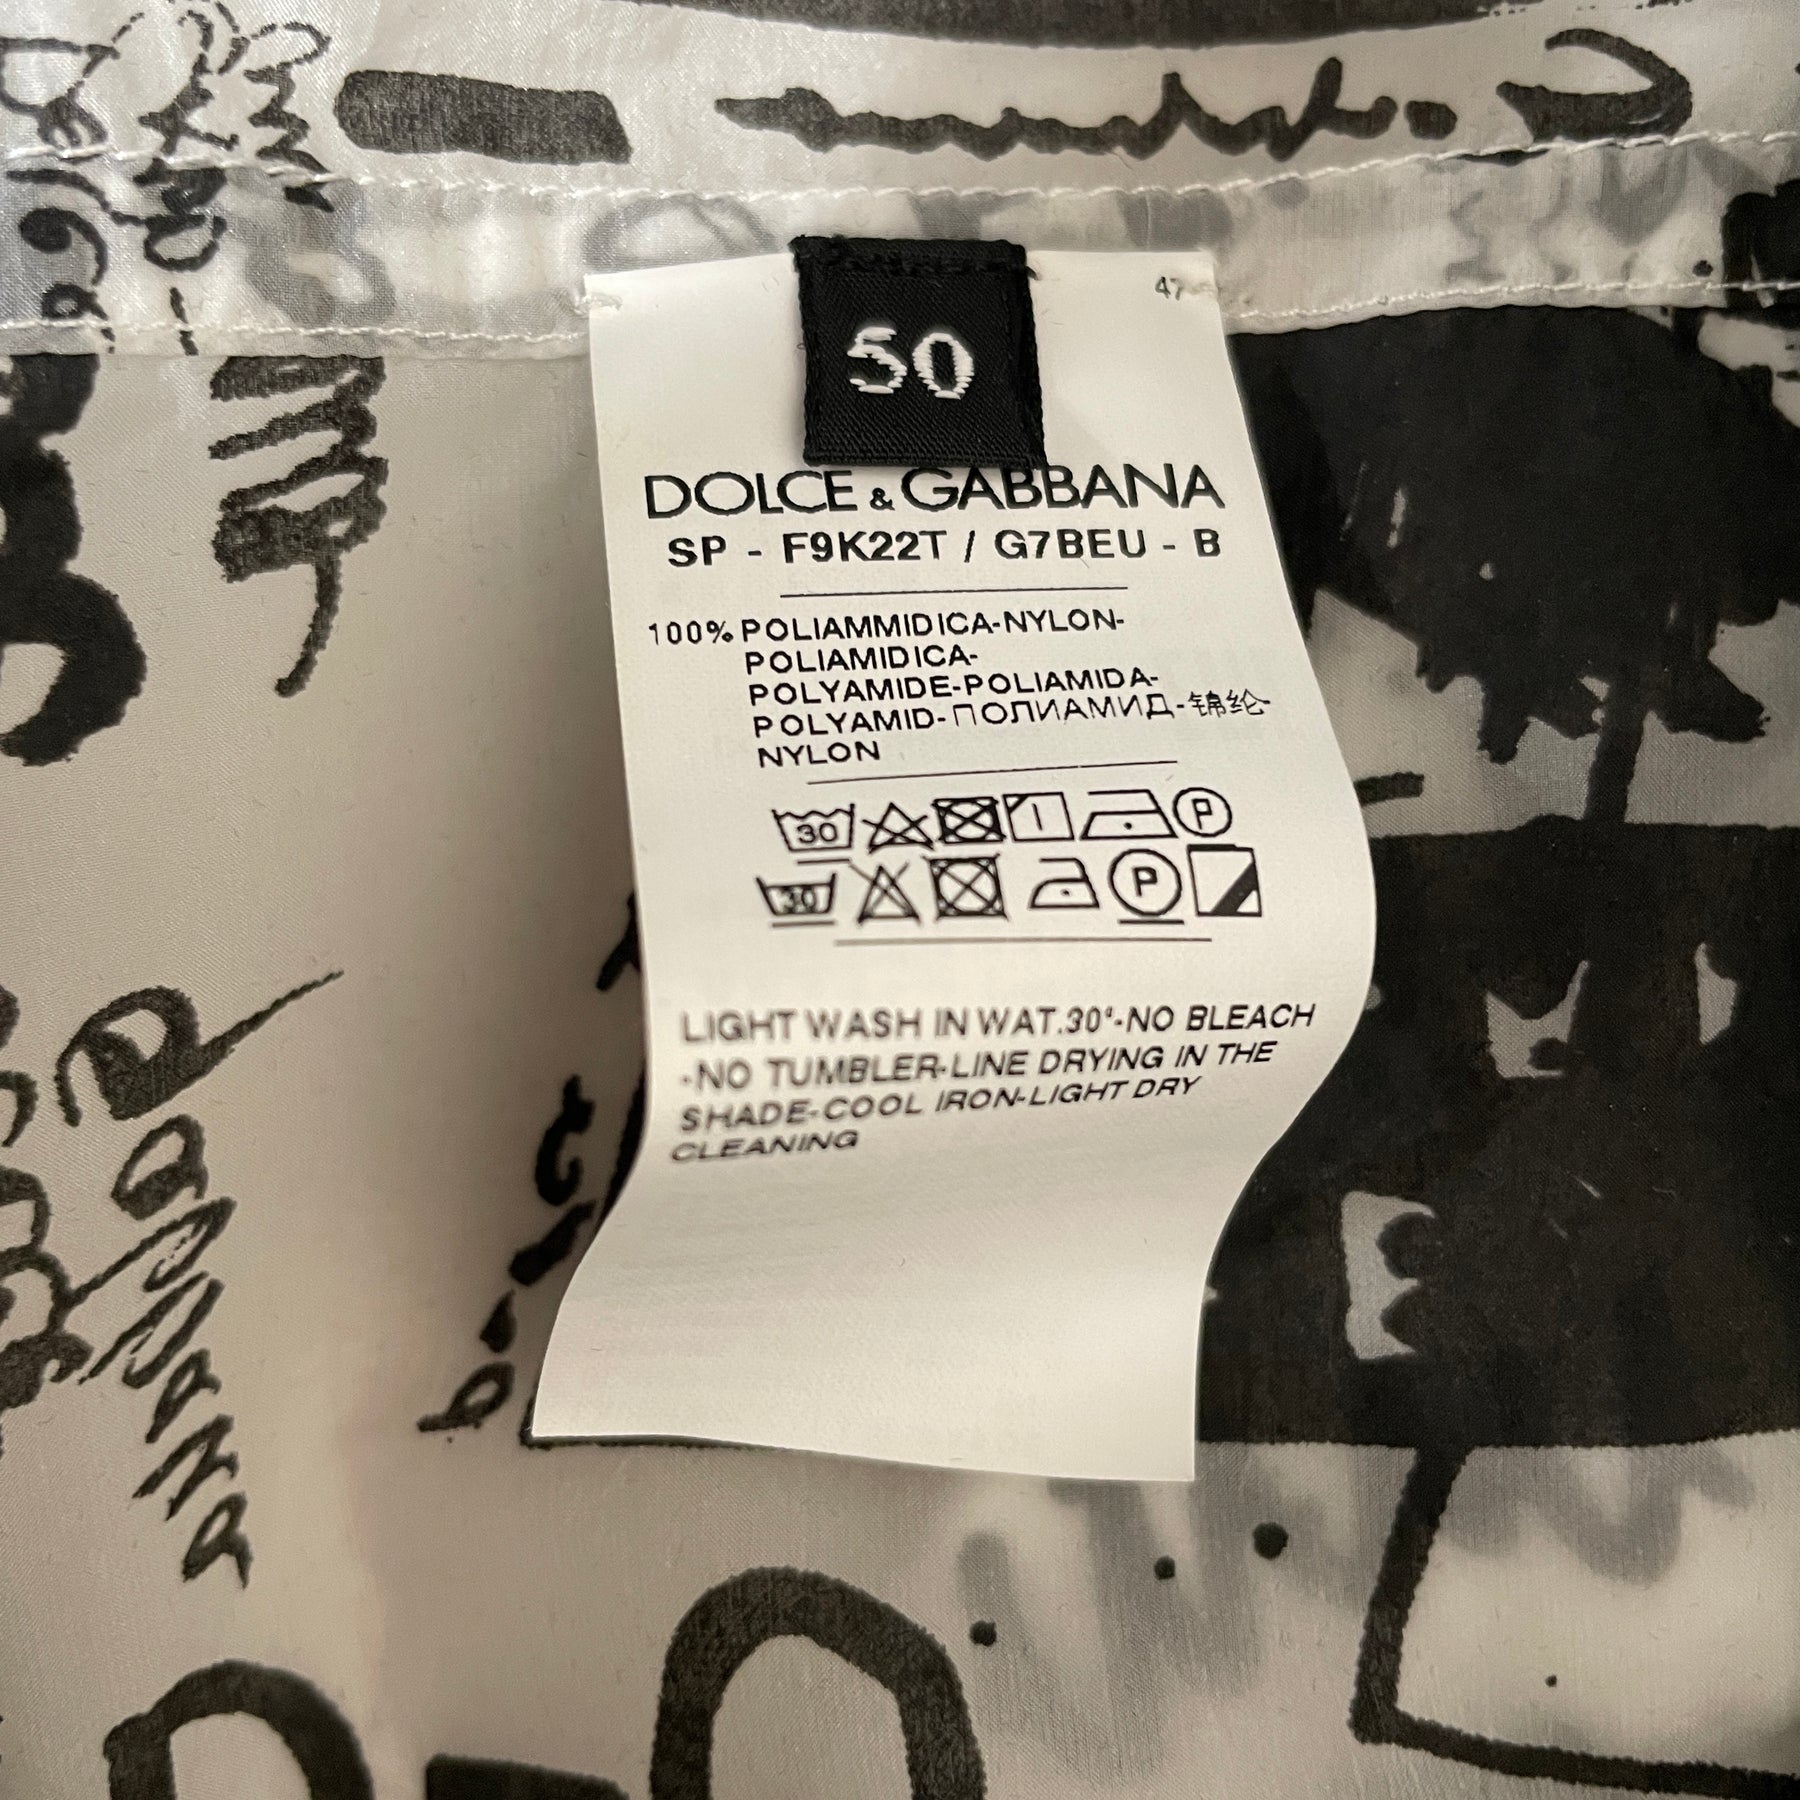 50
DOLCE & GABBANA
SP - F9K22T / G7BEU - B
100% POLIAMMIDICA-NYLON-
POLIAMIDICA-
POLYAMIDE-POLIAMIDA-
POLYAMID-ПОЛИАМИД-锦纶-
NYLON
30 P
30 P
LIGHT WASH IN WAT.30°-NO BLEACH
-NO TUMBLER-LINE DRYING IN THE
SHADE-COOL IRON-LIGHT DRY
CLEANING